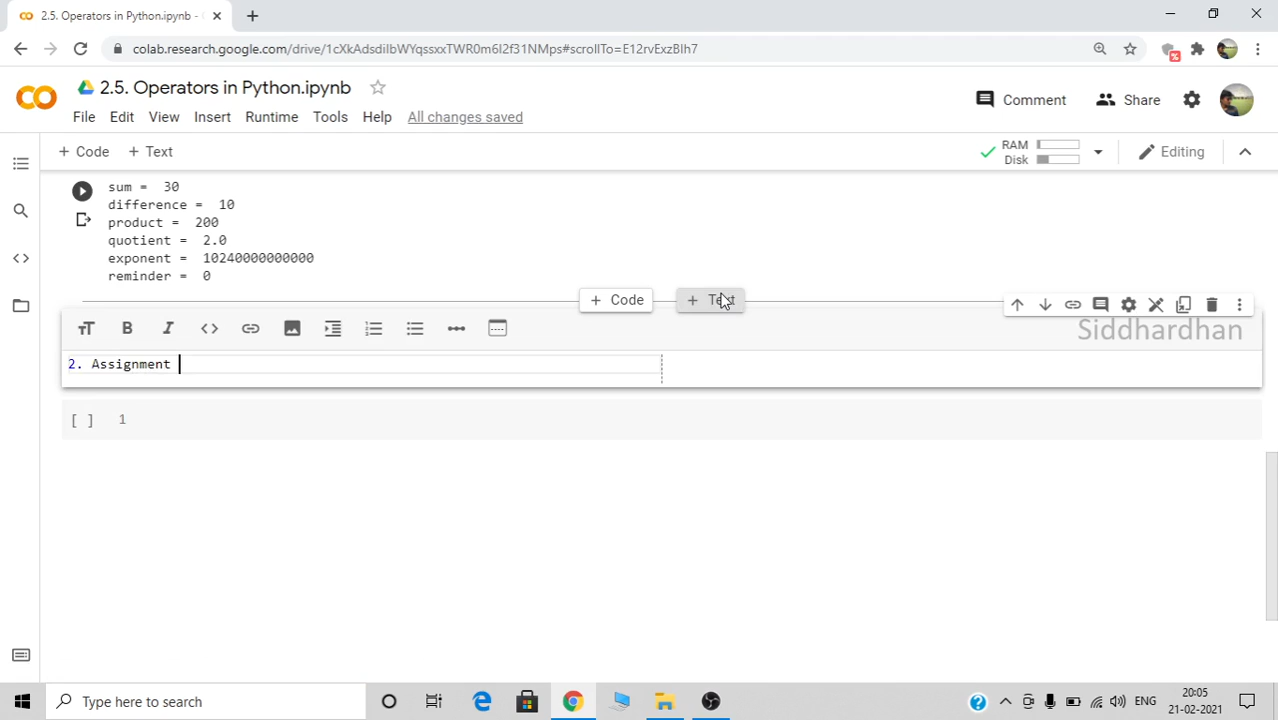 2.5. Operators in Python.ipynb -
colab.research.google.com/drive/1cXkAdsdiIbWYqssxxTWR0m6I2f31NMps#scrollTo=E12rvExzBlh7
2.5. Operators in Python.ipynb
File Edit View Insert Runtime Tools Help All changes saved
Comment Share
+ Code + Text
RAM
Disk
Editing
sum = 30
difference = 10
product = 200
quotient = 2.0
exponent = 10240000000000
reminder = 0
+ Code + Text
Siddhardhan
2. Assignment
[ ] 1
Type here to search
ENG
20:05
21-02-2021